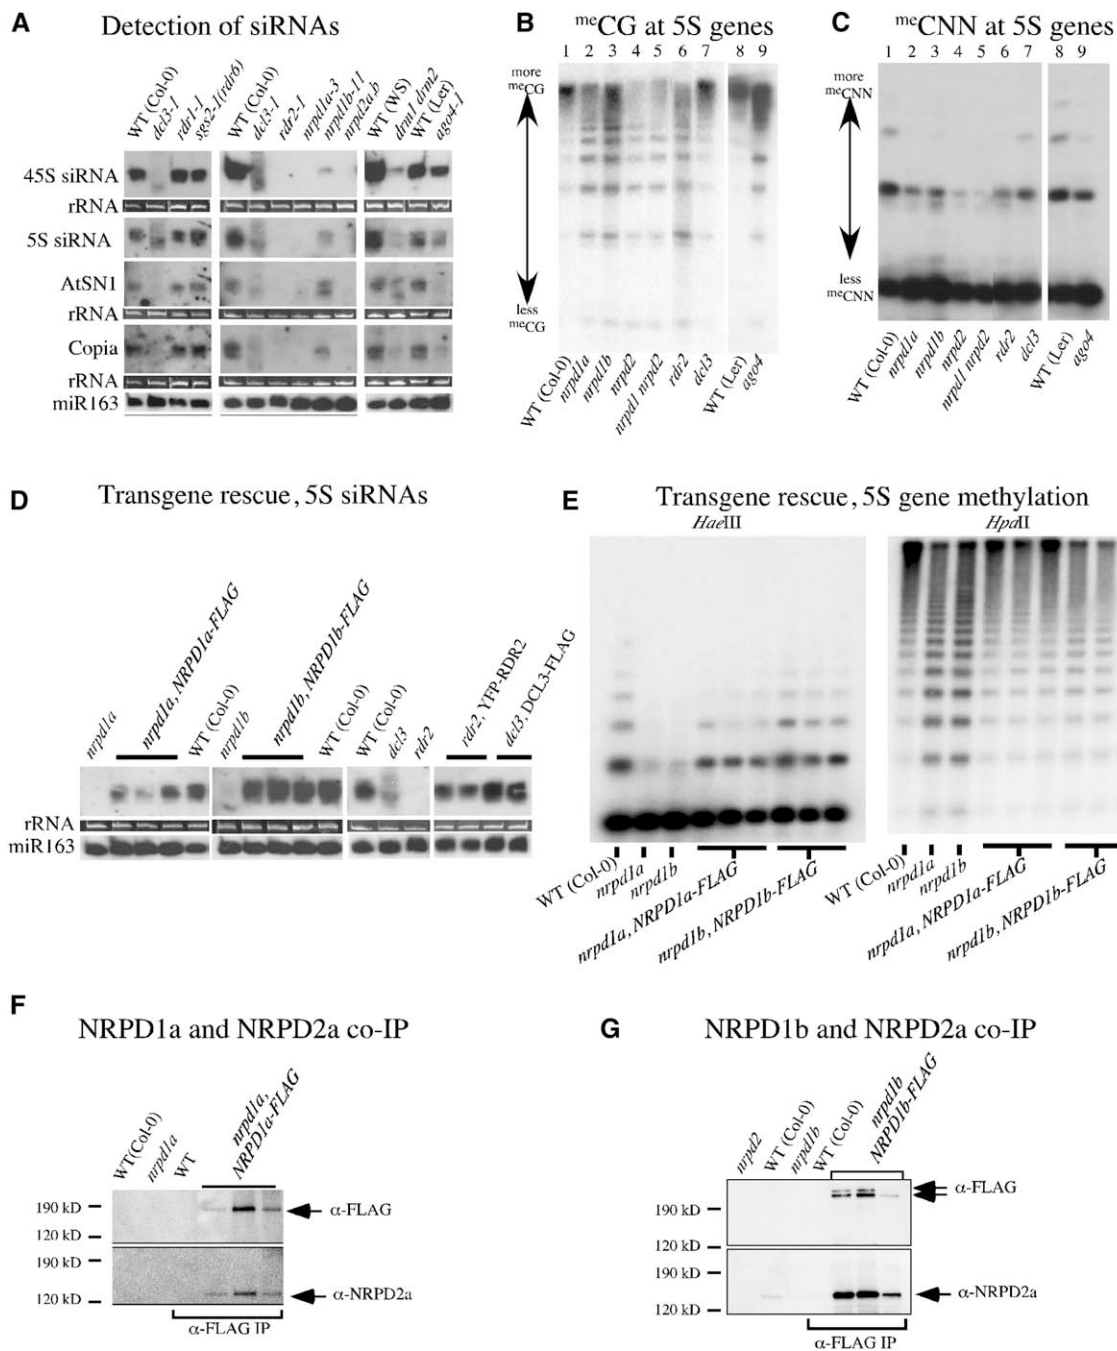 A Detection of siRNAs
WT (Col-0)
dcl3-1
rdr1-1
sgs2-1(rdr6)
WT (Col-0)
dcl3-1
rdr2-1
nrpd1a-3
nrpd1b-11
nrpd2a-b
WT (WS)
drm1 drm2
WT (Ler)
ago4-1
45S siRNA
rRNA
5S siRNA
AtSN1
rRNA
Copia
rRNA
miR163
B meCG at 5S genes
1 2 3 4 5 6 7 8 9
more
meCG
less
meCG
WT (Col-0)
nrpd1a
nrpd1b
nrpd2
nrpd1 nrpd2
rdr2
dcl3
WT (Ler)
ago4
C meCNN at 5S genes
1 2 3 4 5 6 7 8 9
more
meCNN
less
meCNN
WT (Col-0)
nrpd1a
nrpd1b
nrpd2
nrpd1 nrpd2
rdr2
dcl3
WT (Ler)
ago4
D Transgene rescue, 5S siRNAs
nrpd1a
nrpd1a, NRPD1a-FLAG
WT (Col-0)
nrpd1b
nrpd1b, NRPD1b-FLAG
WT (Col-0)
WT (Col-0)
dcl3
rdr2
rdr2, YFP-RDR2
dcl3, DCL3-FLAG
rRNA
miR163
E Transgene rescue, 5S gene methylation
HaeIII
HpaII
WT (Col-0)
nrpd1a
nrpd1b
nrpd1a, NRPD1a-FLAG
nrpd1b, NRPD1b-FLAG
WT (Col-0)
nrpd1a
nrpd1b
nrpd1a, NRPD1a-FLAG
nrpd1b, NRPD1b-FLAG
F NRPD1a and NRPD2a co-IP
WT (Col-0)
nrpd1a
WT
nrpd1a,
NRPD1a-FLAG
190 kD
120 kD
α-FLAG
190 kD
120 kD
α-NRPD2a
α-FLAG IP
G NRPD1b and NRPD2a co-IP
nrpd2
WT (Col-0)
nrpd1b
WT (Col-0)
nrpd1b
NRPD1b-FLAG
190 kD
120 kD
α-FLAG
190 kD
120 kD
α-NRPD2a
α-FLAG IP